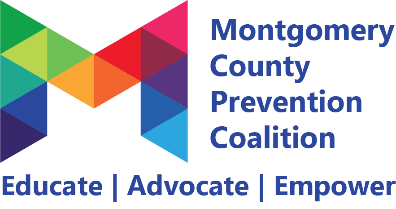 Montgomery
County
Prevention
Coalition
Educate | Advocate | Empower